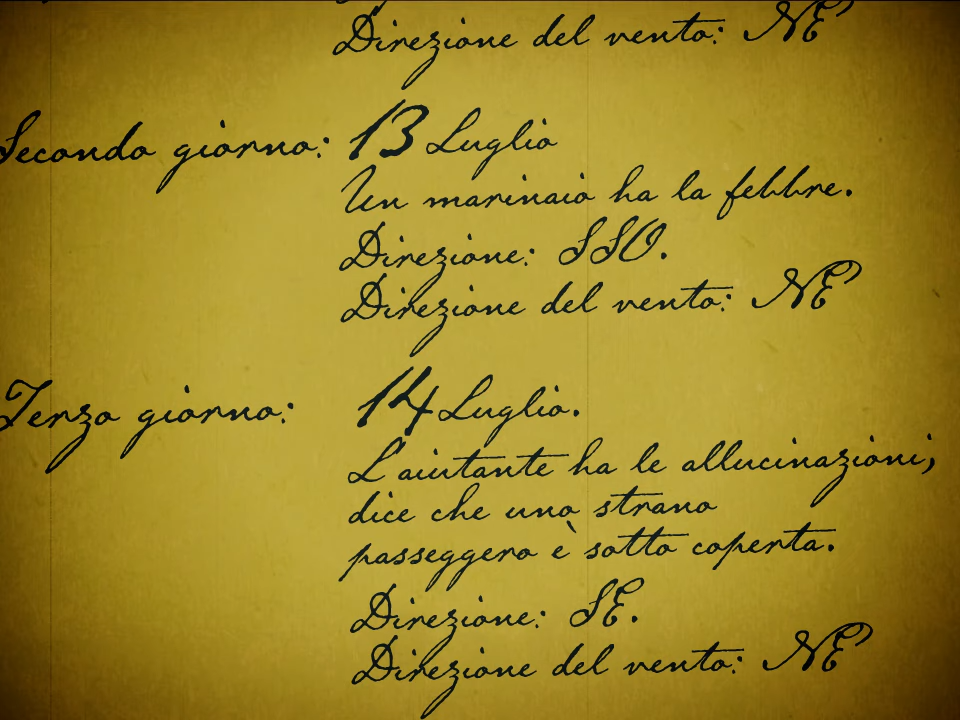 Direzione del vento: NE
Secondo giorno: 13 Luglio
Un marinaio ha la febbre.
Direzione: SSO.
Direzione del vento: NE
Terzo giorno: 14 Luglio.
L'aiutante ha le allucinazioni,
dice che uno strano
passeggero è sotto coperta.
Direzione: SE.
Direzione del vento: NE